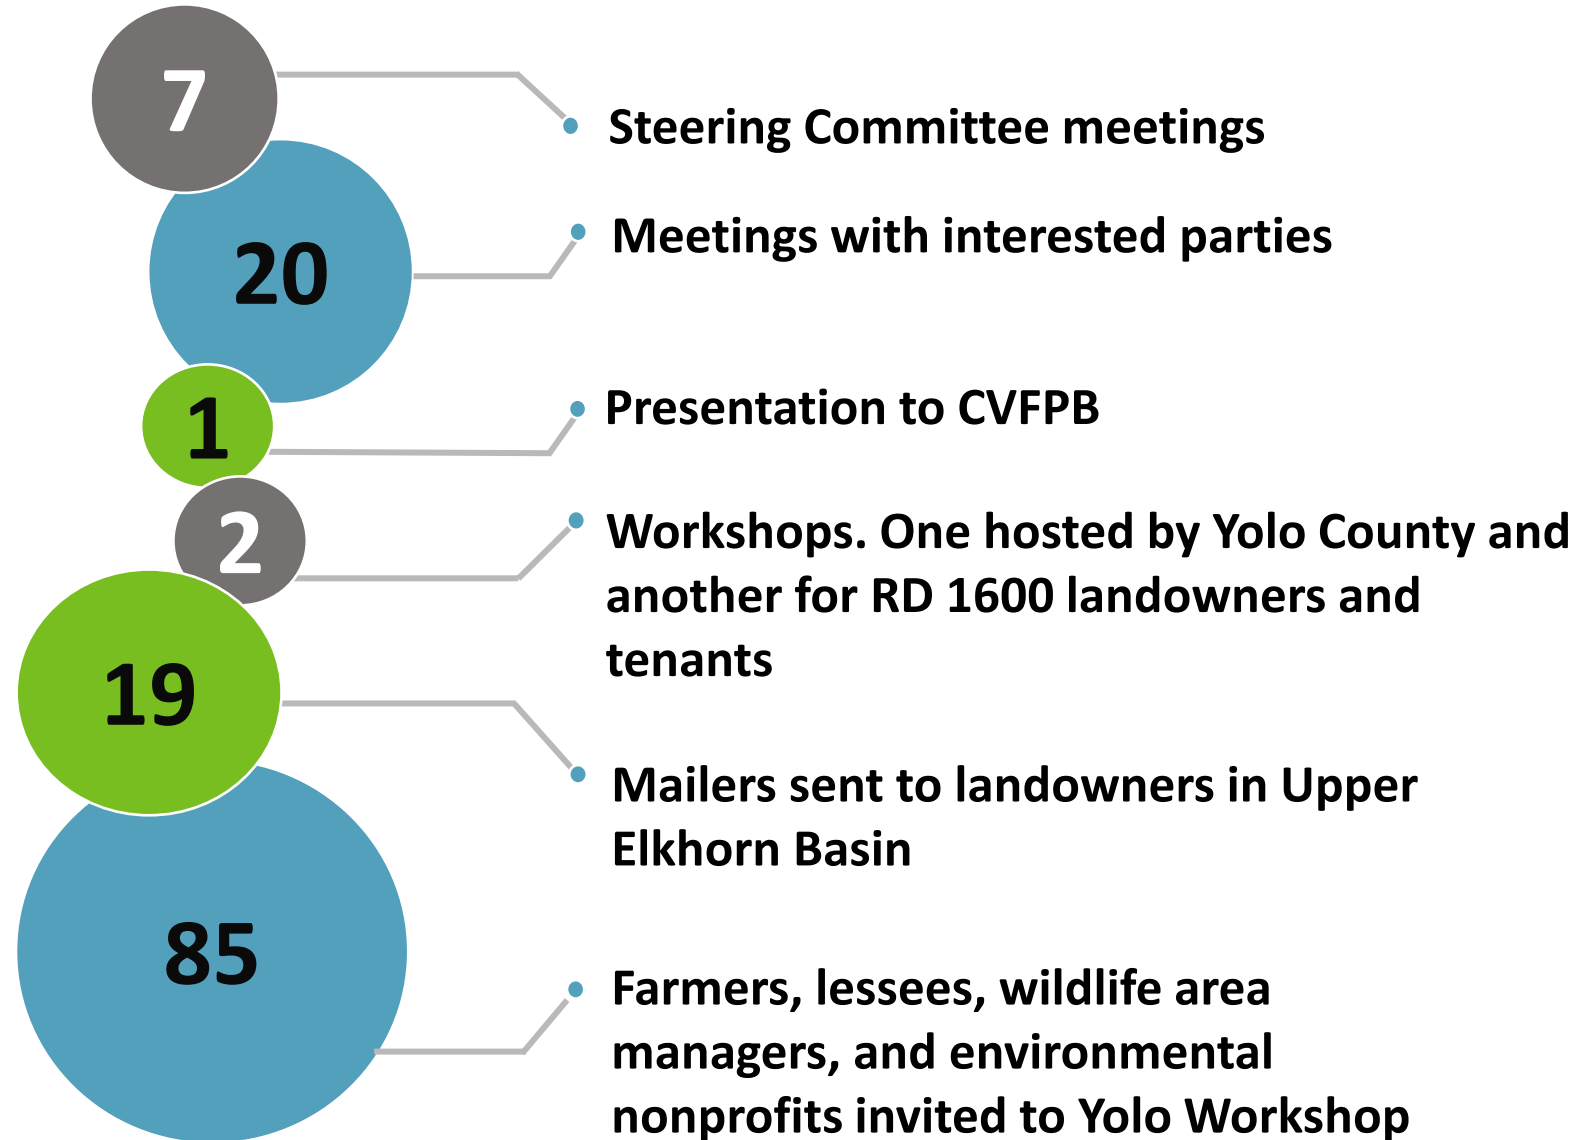 7
Steering Committee meetings
20
Meetings with interested parties
1
Presentation to CVFPB
2
Workshops. One hosted by Yolo County and
another for RD 1600 landowners and
tenants
19
Mailers sent to landowners in Upper
Elkhorn Basin
85
Farmers, lessees, wildlife area
managers, and environmental
nonprofits invited to Yolo Workshop